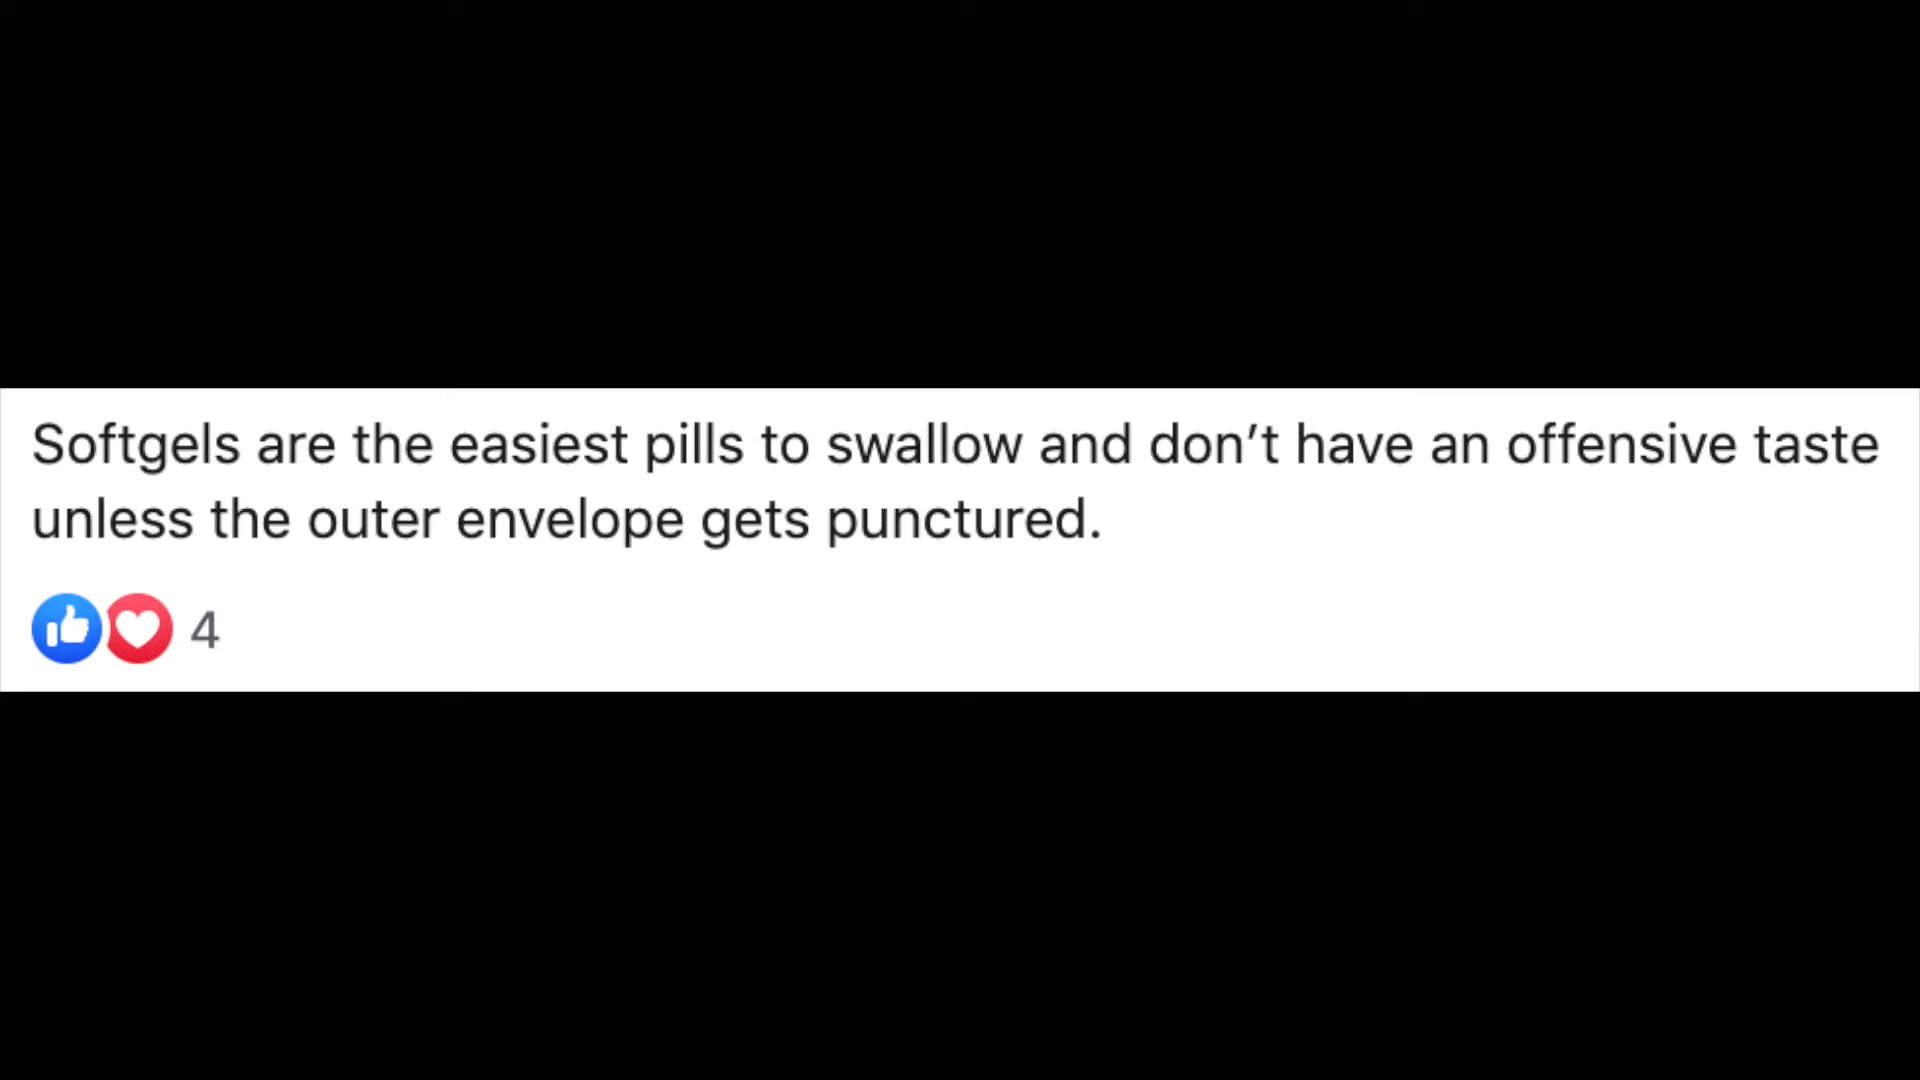 Softgels are the easiest pills to swallow and don’t have an offensive taste
unless the outer envelope gets punctured.
4